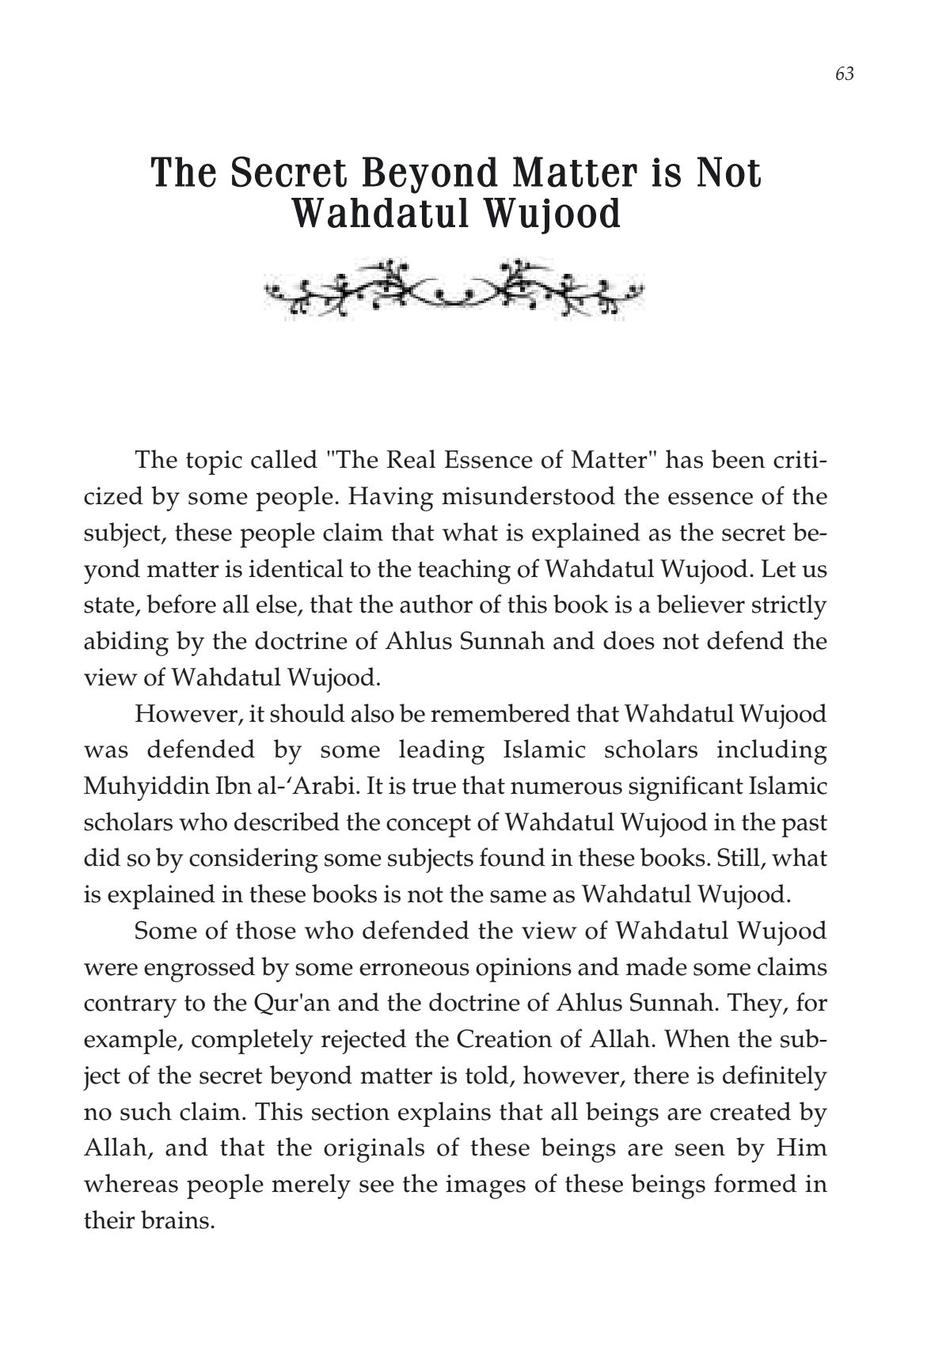 63
The Secret Beyond Matter is Not
Wahdatul Wujood
The topic called "The Real Essence of Matter" has been criti-
cized by some people. Having misunderstood the essence of the
subject, these people claim that what is explained as the secret be-
yond matter is identical to the teaching of Wahdatul Wujood. Let us
state, before all else, that the author of this book is a believer strictly
abiding by the doctrine of Ahlus Sunnah and does not defend the
view of Wahdatul Wujood.
However, it should also be remembered that Wahdatul Wujood
was defended by some leading Islamic scholars including
Muhyiddin Ibn al-‘Arabi. It is true that numerous significant Islamic
scholars who described the concept of Wahdatul Wujood in the past
did so by considering some subjects found in these books. Still, what
is explained in these books is not the same as Wahdatul Wujood.
Some of those who defended the view of Wahdatul Wujood
were engrossed by some erroneous opinions and made some claims
contrary to the Qur'an and the doctrine of Ahlus Sunnah. They, for
example, completely rejected the Creation of Allah. When the sub-
ject of the secret beyond matter is told, however, there is definitely
no such claim. This section explains that all beings are created by
Allah, and that the originals of these beings are seen by Him
whereas people merely see the images of these beings formed in
their brains.